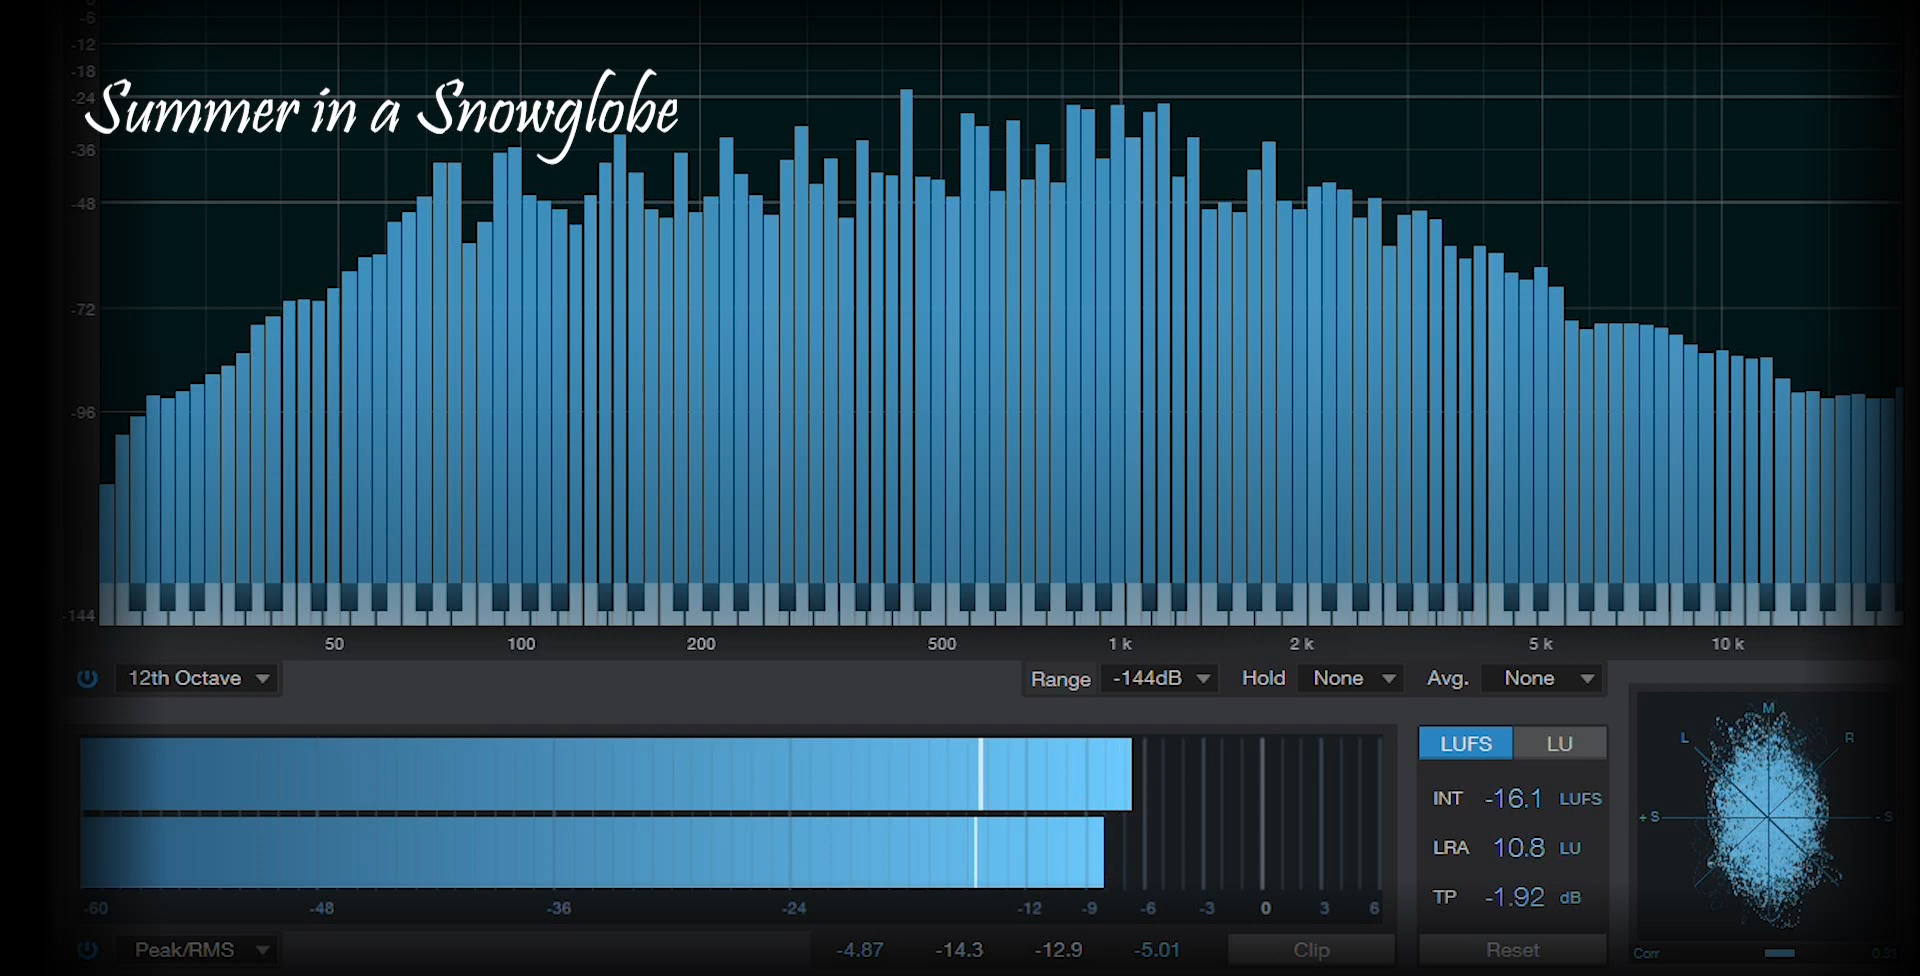 -6
-12
-18
-24
Summer in a Snowglobe
-36
-48
-72
-96
-144
50 100 200 500 1 k 2 k 5 k 10 k
12th Octave Range -144dB Hold None Avg. None
LUFS LU
M
L R
INT -16.1 LUFS
+ S - S
LRA 10.8 LU
TP -1.92 dB
-60 -48 -36 -24 -12 -9 -6 -3 0 3 6
Peak/RMS -4.87 -14.3 -12.9 -5.01 Clip Reset
Corr